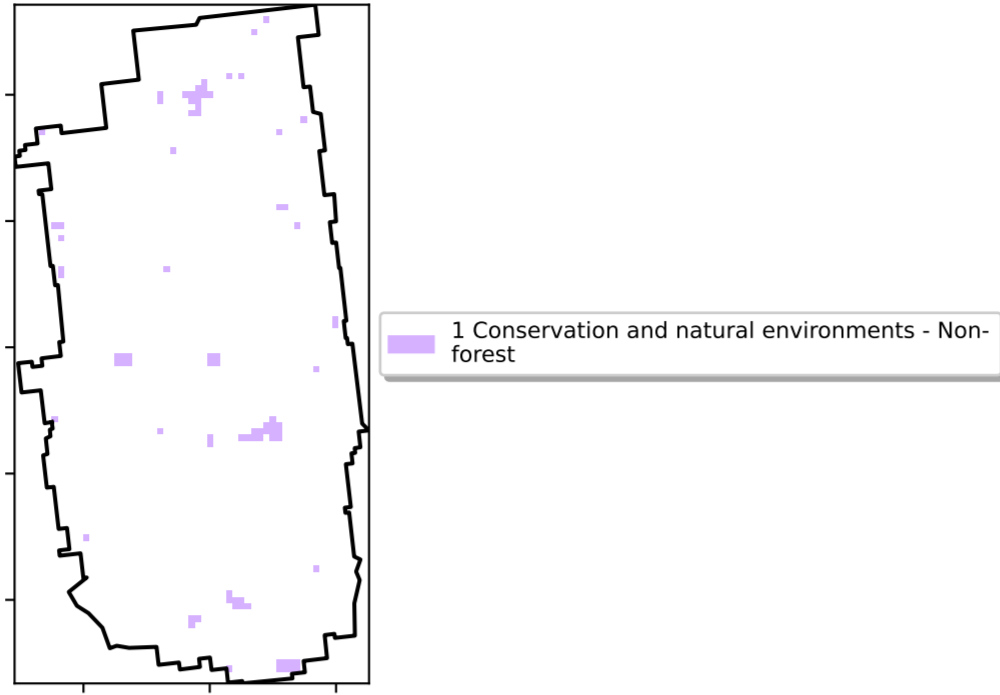 1 Conservation and natural environments - Non-
forest